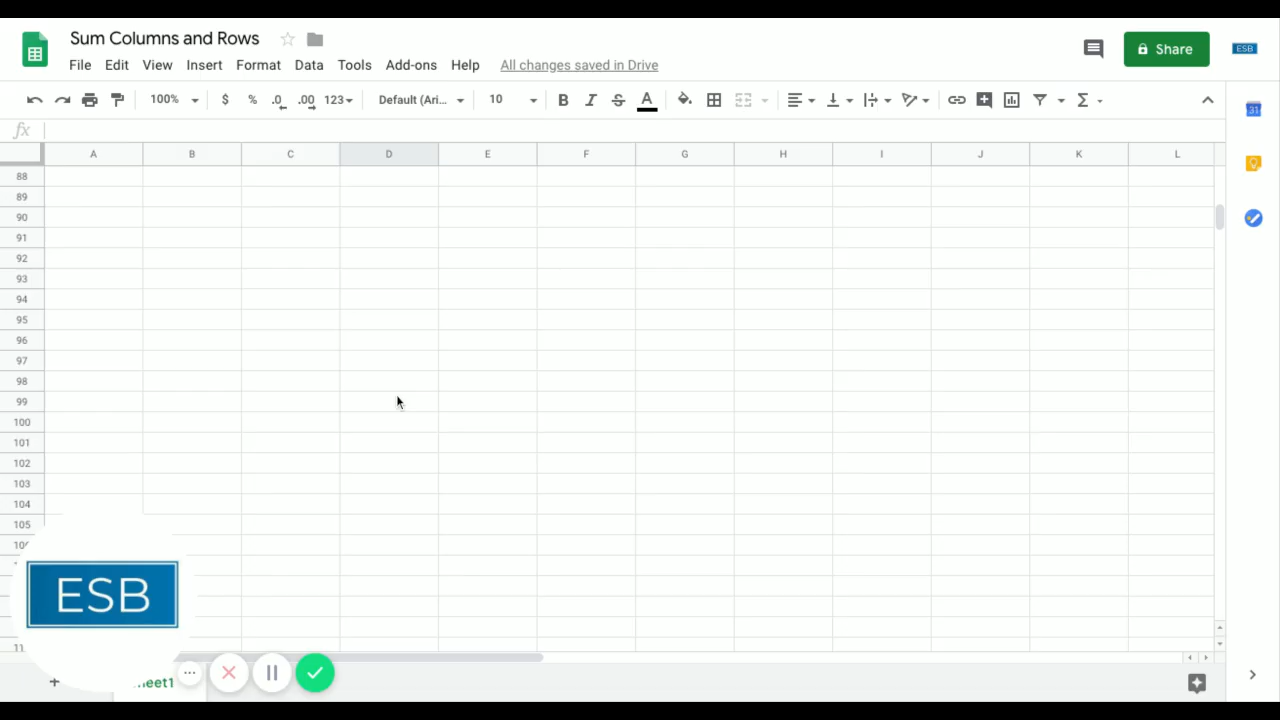 Sum Columns and Rows
ESB
Share
File Edit View Insert Format Data Tools Add-ons Help All changes saved in Drive
100% $ % .0 .00 123 Default (Ari... 10 B I S A Σ
31
fx
A B C D E F G H I J K L
88
89
90
91
92
93
94
95
96
97
98
99
100
101
102
103
104
105
ESB
+